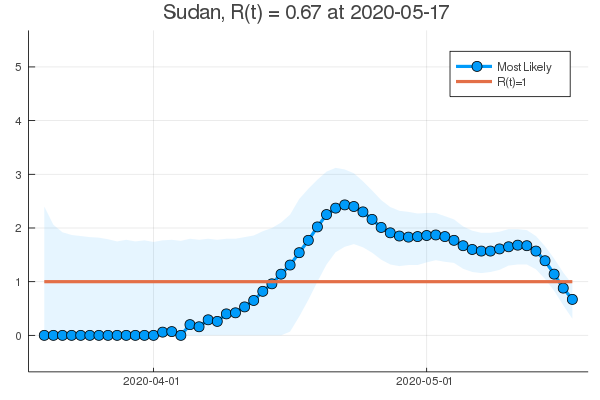 Sudan, R(t) = 0.67 at 2020-05-17
Most Likely
R(t)=1
5
4
3
2
1
0
2020-04-01
2020-05-01